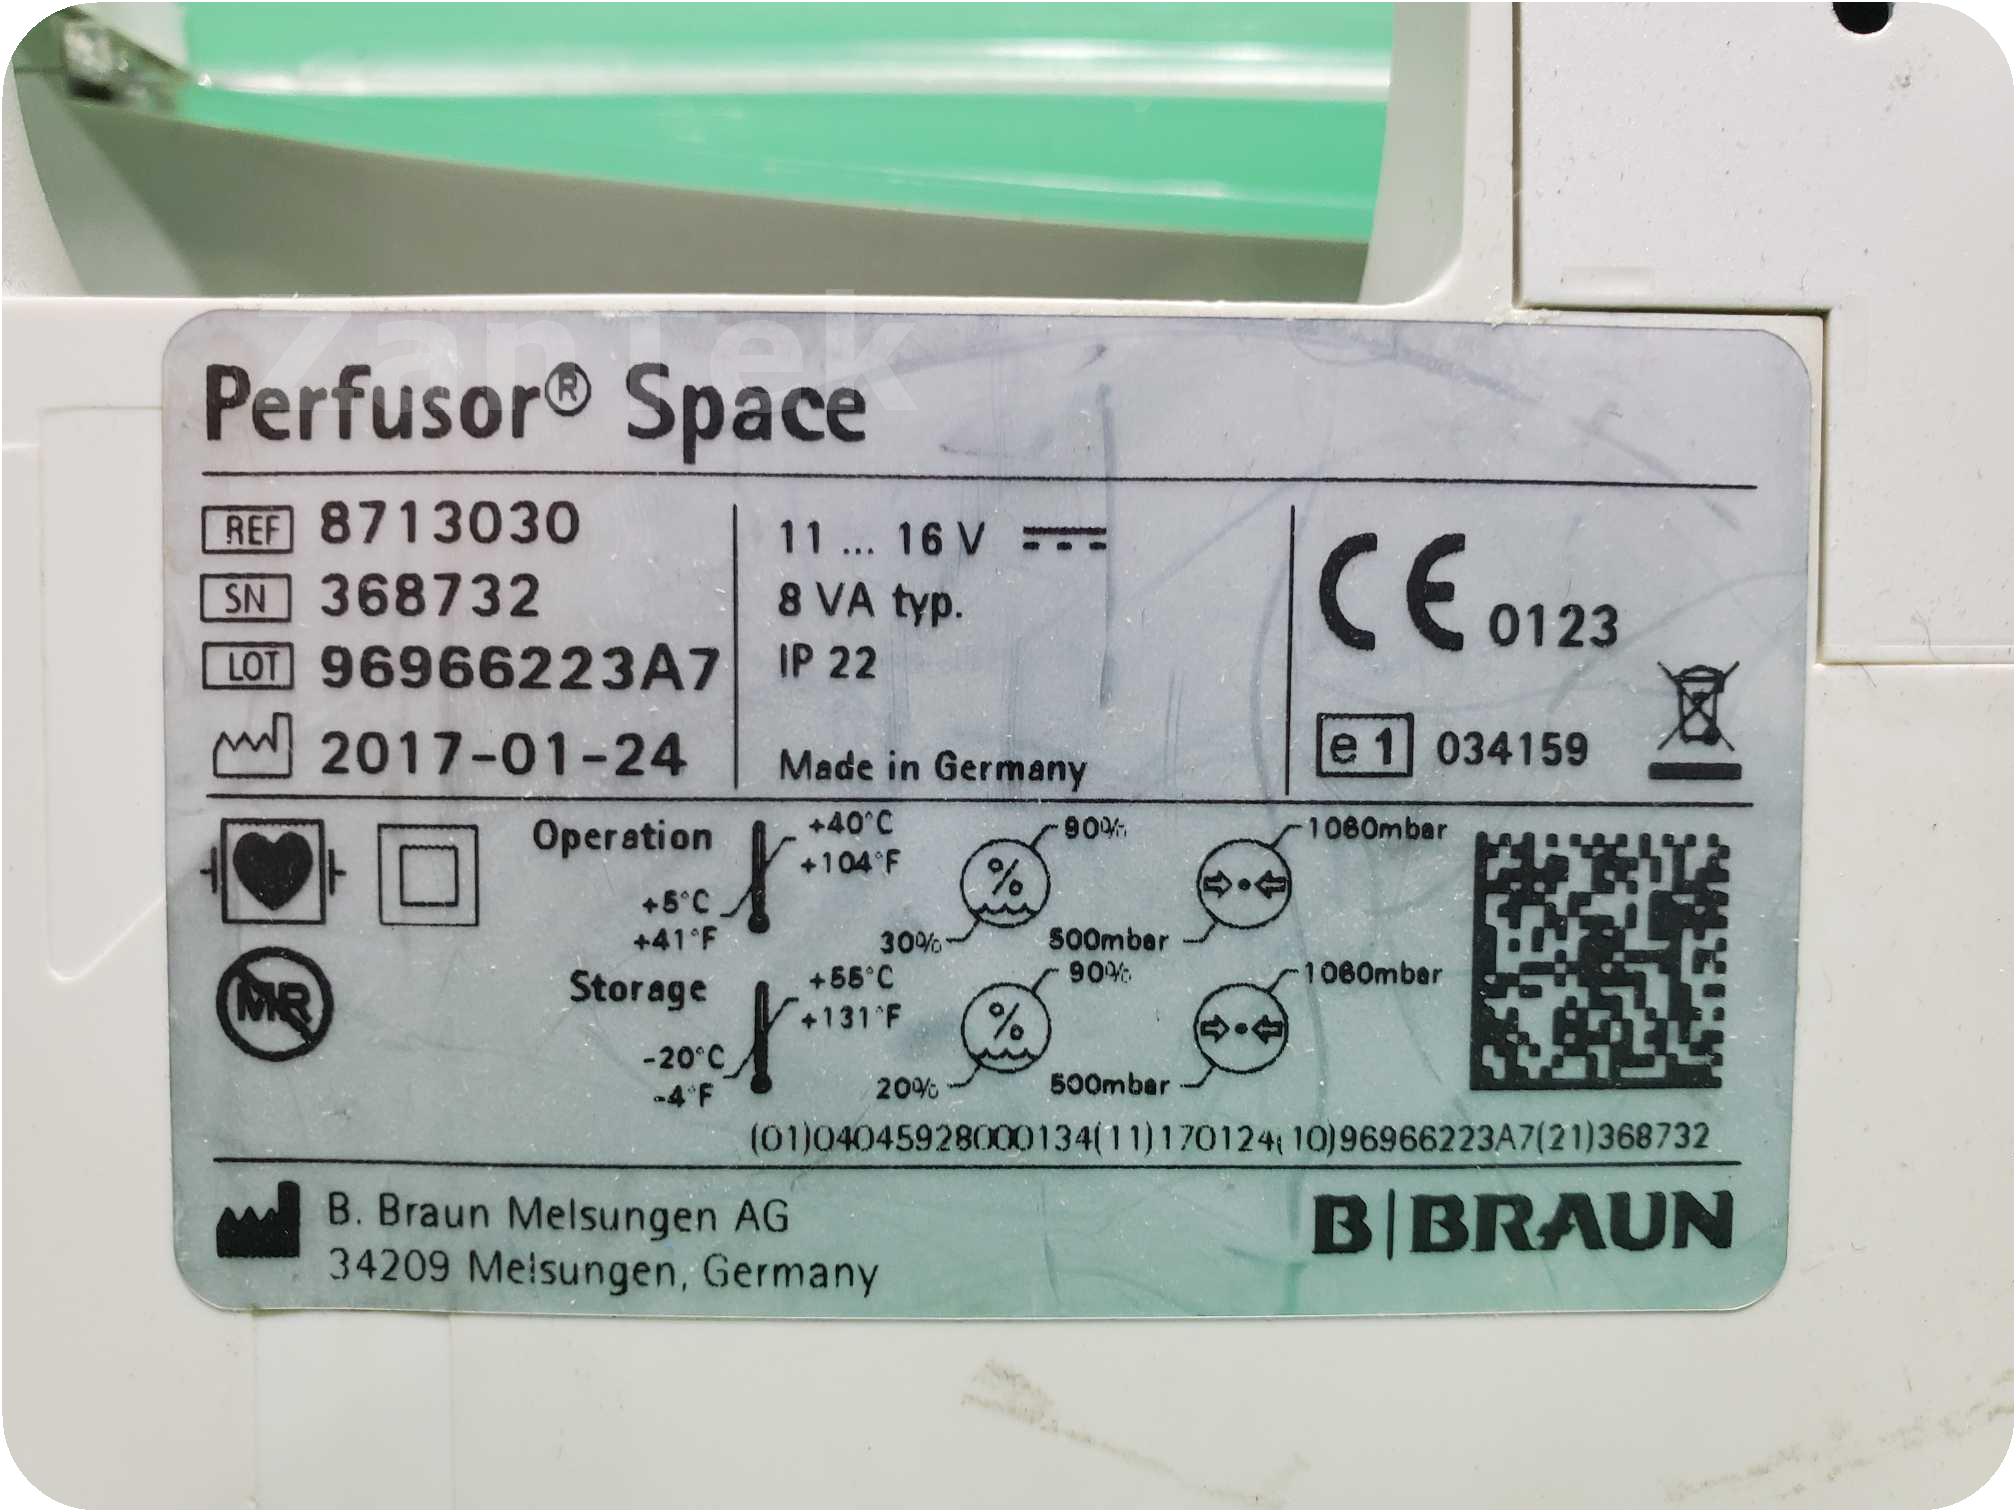 ZanTek
Perfusor® Space
REF 8713030
SN 368732
LOT 96966223A7
2017-01-24
11 ... 16 V
8 VA typ.
IP 22
Made in Germany
CE 0123
e1 034159
Operation
+40°C
+104°F
+5°C
+41°F
%
90%
30%
1060mbar
500mbar
MR
Storage
+55°C
+131°F
-20°C
-4°F
%
90%
20%
1060mbar
500mbar
(01)04045928000134(11)170124(10)96966223A7(21)368732
B. Braun Melsungen AG
34209 Melsungen, Germany
B|BRAUN